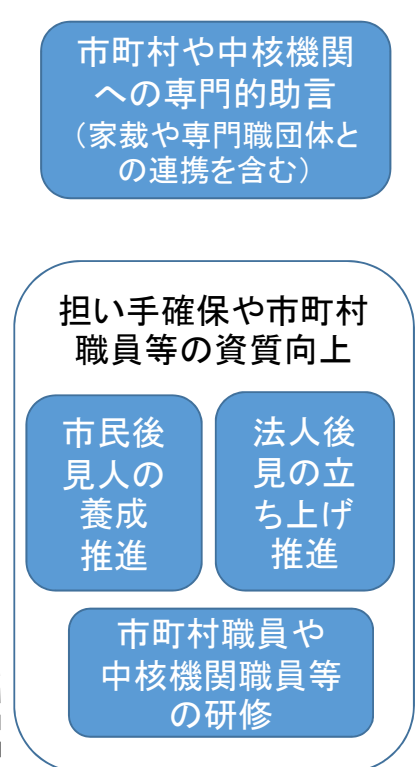 市町村や中核機関
への専門的助言
（家裁や専門職団体と
の連携を含む）
担い手確保や市町村
職員等の資質向上
市民後
見人の
養成
推進
法人後
見の立
ち上げ
推進
市町村職員や
中核機関職員等
の研修